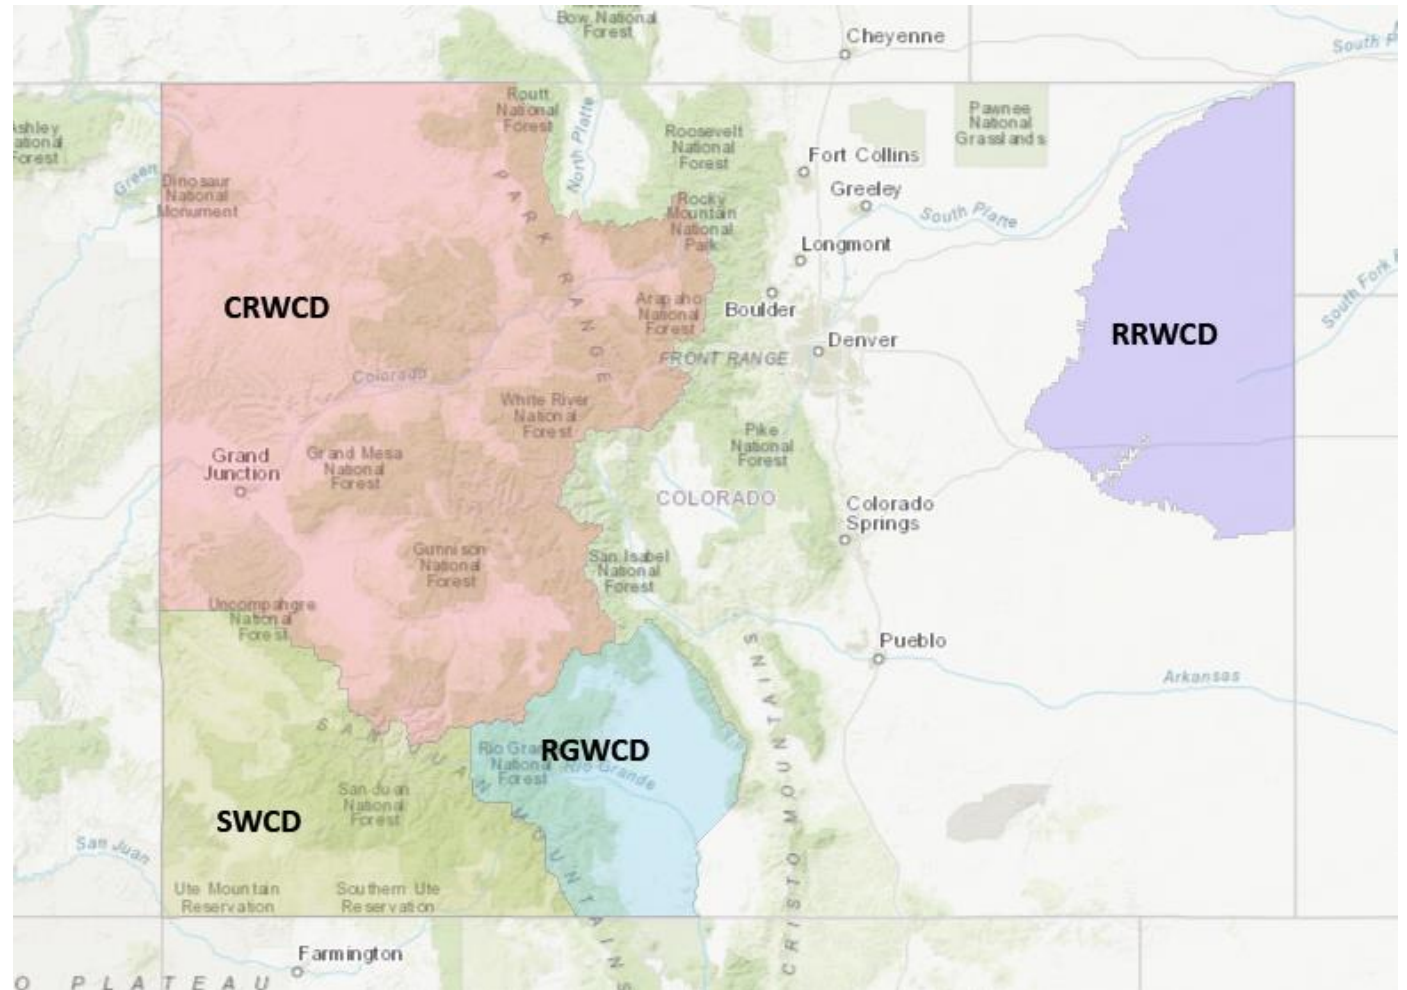 Bow National
Forest
Cheyenne
South P
Routt
National
Forest
North Platte
Roosevelt
National
Forest
Pawnee
National
Grasslands
Ashley
National
Forest
Green
Dinosaur
National
Monument
PARK RANGE
Rocky
Mountain
National
Park
Fort Collins
Greeley
South Platte
Longmont
Boulder
Denver
FRONT RANGE
Arapaho
National
Forest
CRWCD
RRWCD
South Fork
Colorado
White River
National
Forest
Grand
Junction
Grand Mesa
National
Forest
Pike
National
Forest
COLORADO
Colorado
Springs
Gunnison
National
Forest
San Isabel
National
Forest
Uncompahgre
National
Forest
Pueblo
Arkansas
SAN JUAN MOUNTAINS
Rio Gran
National
Forest
RGWCD
Rio Grande
San Juan
National
Forest
SWCD
San Juan
Ute Mountain
Reservation
Southern Ute
Reservation
CRISTO MOUNTAINS
Farmington
O PLATEAU